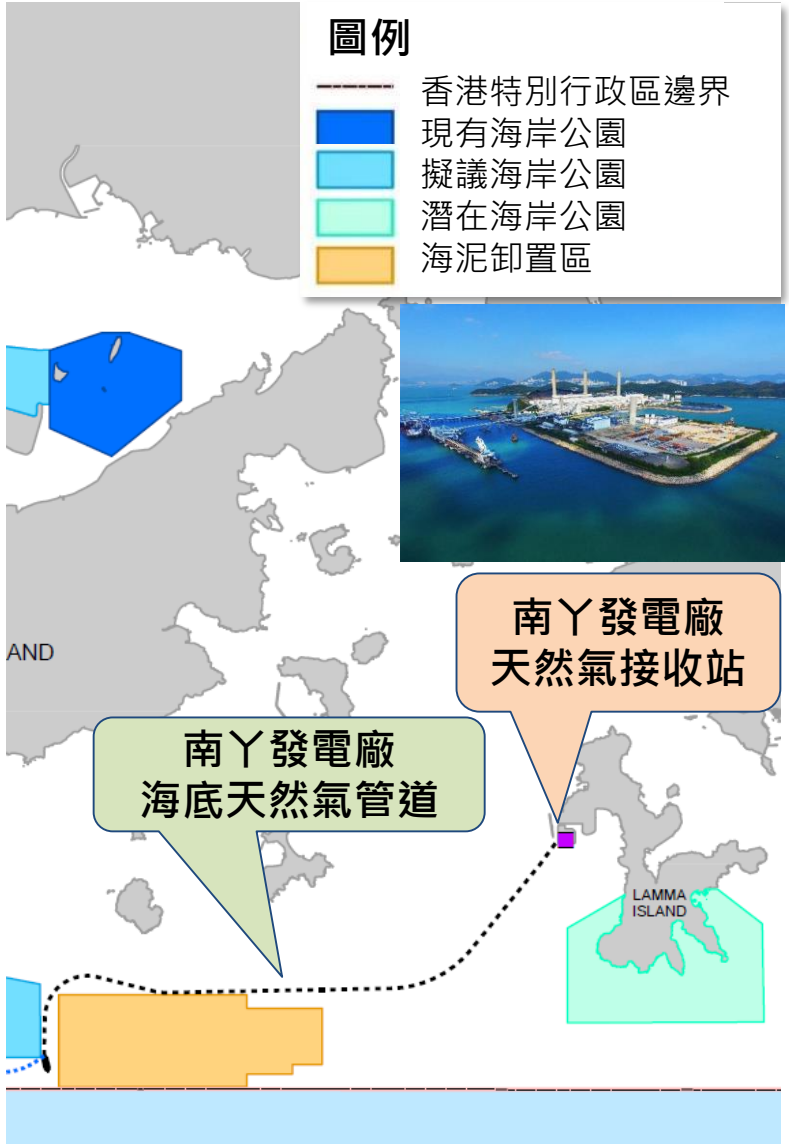 圖例
香港特別行政區邊界
現有海岸公園
擬議海岸公園
潛在海岸公園
海泥卸置區
南丫發電廠
天然氣接收站
AND
南丫發電廠
海底天然氣管道
LAMMA
ISLAND